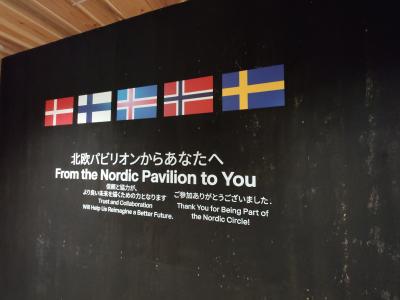 北欧パビリオンからあなたへ
From the Nordic Pavilion to You
信頼と協力が、
より良い未来を描くための力となります
Trust and Collaboration
Will Help Us Reimagine a Better Future.
ご参加ありがとうございました.
Thank You for Being Part of
the Nordic Circle!